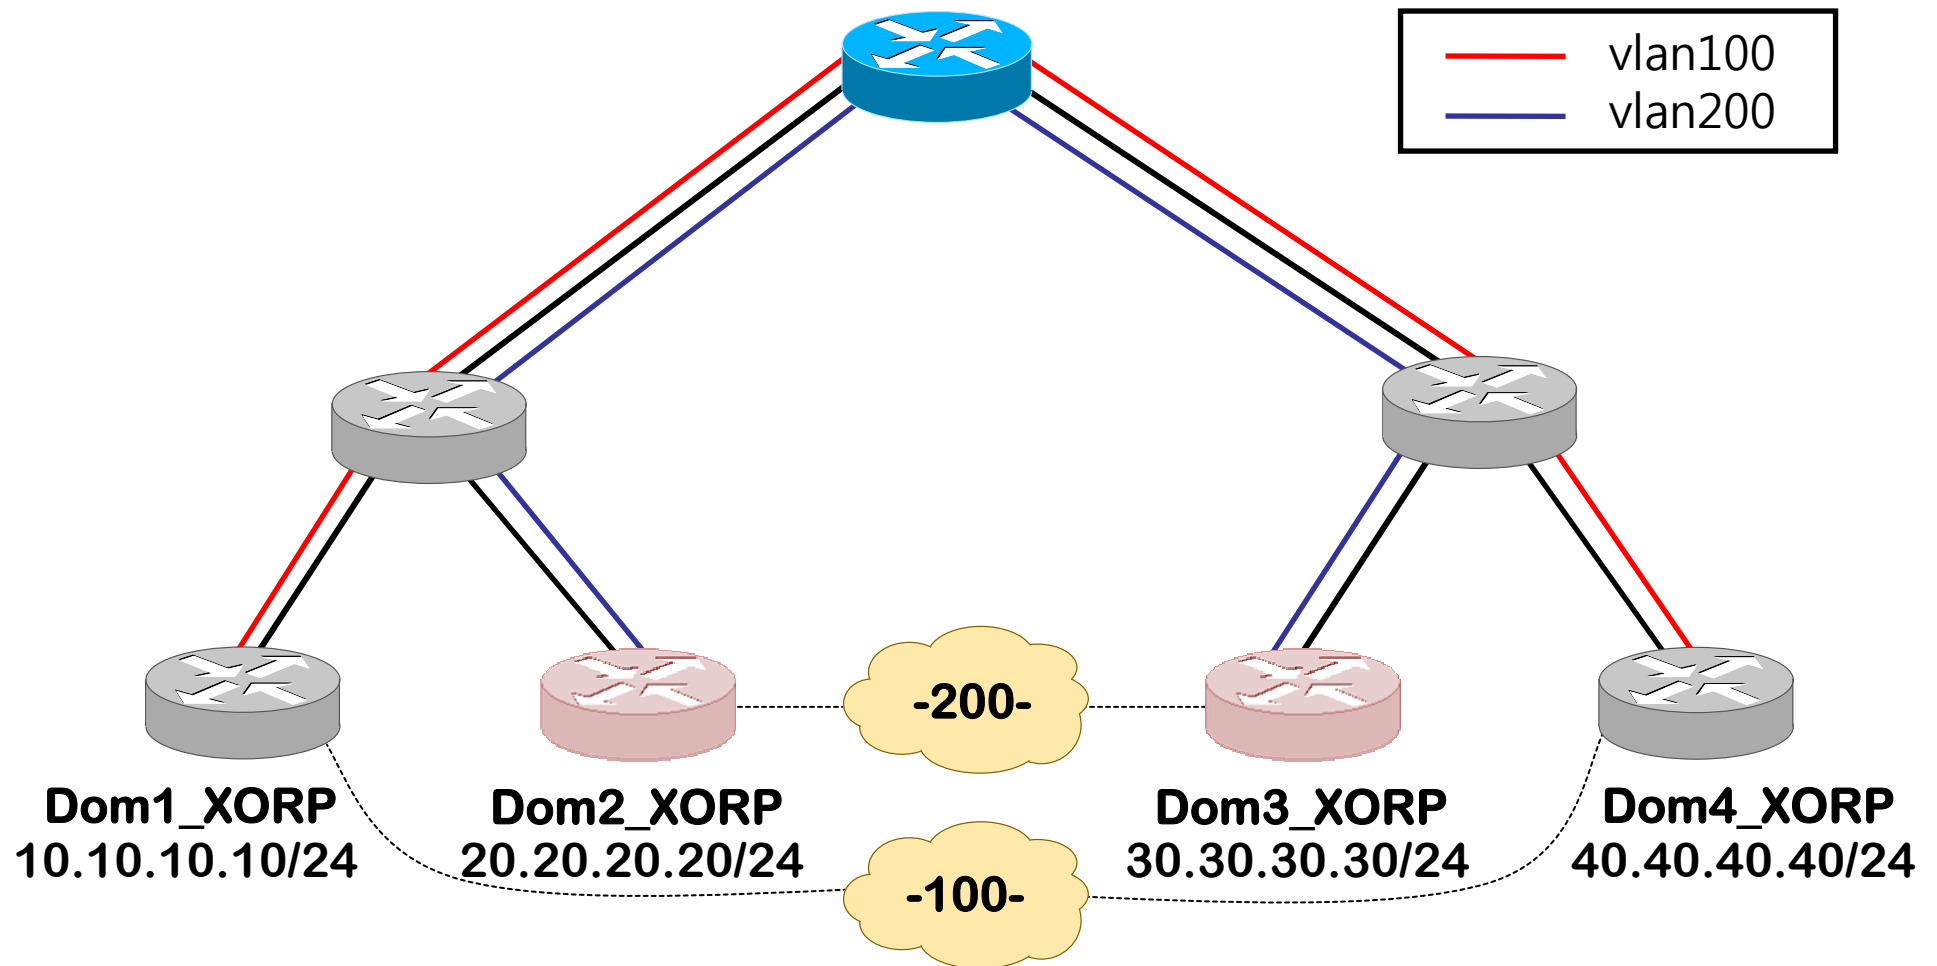 vlan100
vlan200
-200-
Dom1_XORP
10.10.10.10/24
Dom2_XORP
20.20.20.20/24
Dom3_XORP
30.30.30.30/24
Dom4_XORP
40.40.40.40/24
-100-